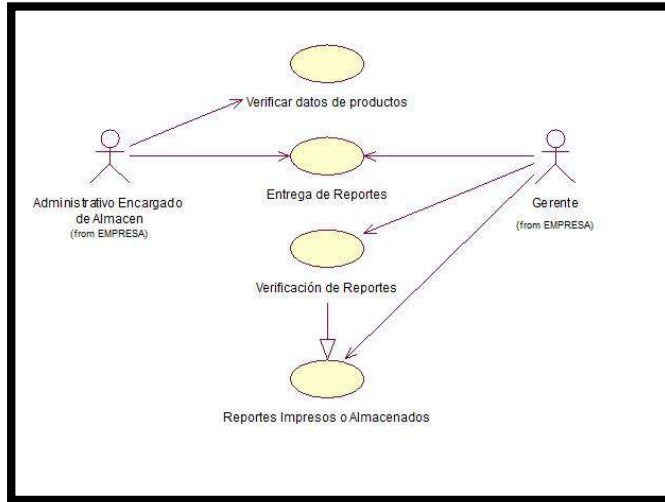 Verificar datos de productos
Administrativo Encargado
de Almacen
(from EMPRESA)
Entrega de Reportes
Gerente
(from EMPRESA)
Verificación de Reportes
Reportes Impresos o Almacenados